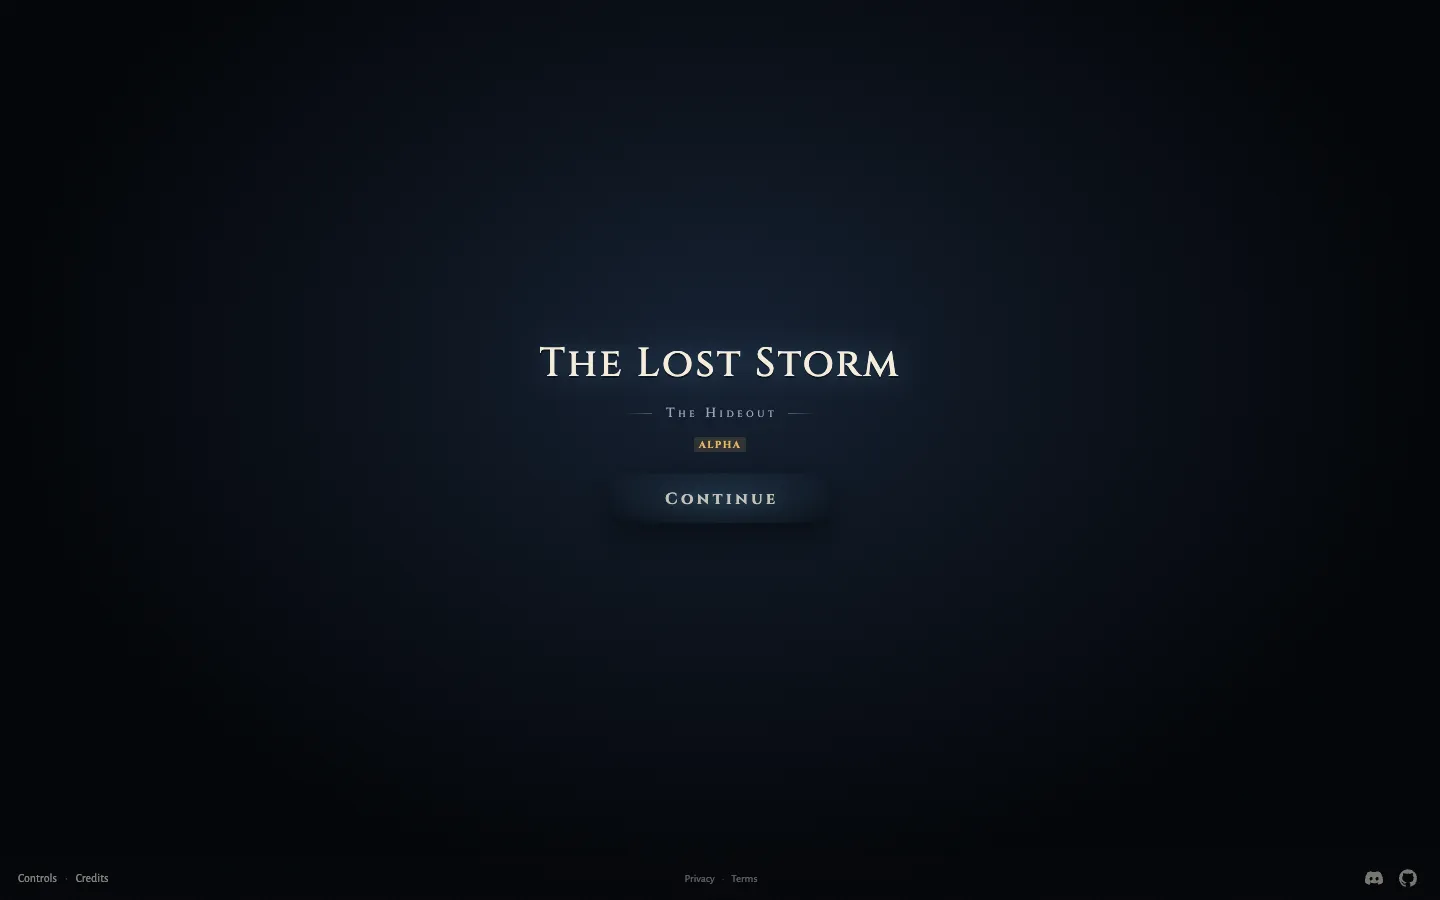 The Lost Storm
The Hideout
ALPHA
Continue
Controls · Credits
Privacy · Terms